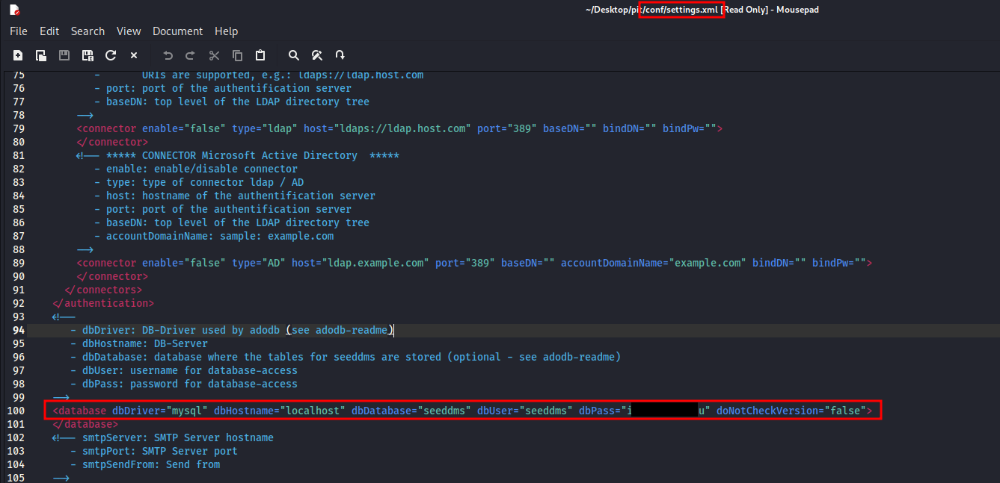 ~/Desktop/pit/conf/settings.xml [Read Only] - Mousepad
File Edit Search View Document Help
75 - URIs are supported, e.g.: ldaps://ldap.host.com
76 - port: port of the authentification server
77 - baseDN: top level of the LDAP directory tree
78 -->
79 <connector enable="false" type="ldap" host="ldaps://ldap.host.com" port="389" baseDN="" bindDN="" bindPw="">
80 </connector>
81 <!-- ***** CONNECTOR Microsoft Active Directory *****
82 - enable: enable/disable connector
83 - type: type of connector ldap / AD
84 - host: hostname of the authentification server
85 - port: port of the authentification server
86 - baseDN: top level of the LDAP directory tree
87 - accountDomainName: sample: example.com
88 -->
89 <connector enable="false" type="AD" host="ldap.example.com" port="389" baseDN="" accountDomainName="example.com" bindDN="" bindPw="">
90 </connector>
91 </connectors>
92 </authentication>
93 <!--
94 - dbDriver: DB-Driver used by adodb (see adodb-readme)
95 - dbHostname: DB-Server
96 - dbDatabase: database where the tables for seeddms are stored (optional - see adodb-readme)
97 - dbUser: username for database-access
98 - dbPass: password for database-access
99 -->
100 <database dbDriver="mysql" dbHostname="localhost" dbDatabase="seeddms" dbUser="seeddms" dbPass="i u" doNotCheckVersion="false">
101 </database>
102 <!-- smtpServer: SMTP Server hostname
103 - smtpPort: SMTP Server port
104 - smtpSendFrom: Send from
105 -->